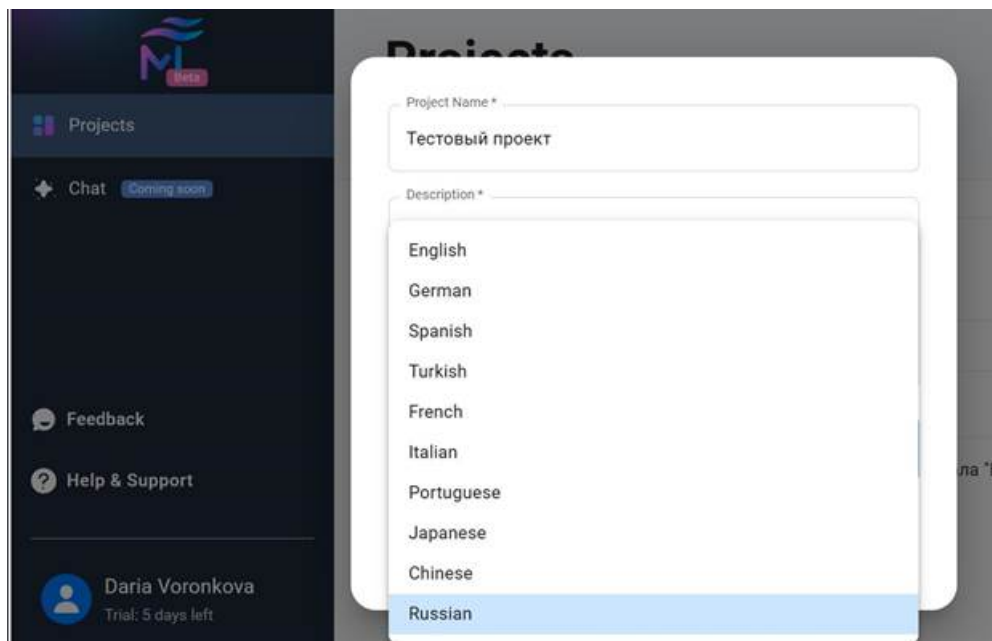 Beta
Projects
Chat Coming soon
Feedback
Help & Support
Daria Voronkova
Trial: 5 days left
Projects
Project Name *
Тестовый проект
Description *
English
German
Spanish
Turkish
French
Italian
Portuguese
Japanese
Chinese
Russian